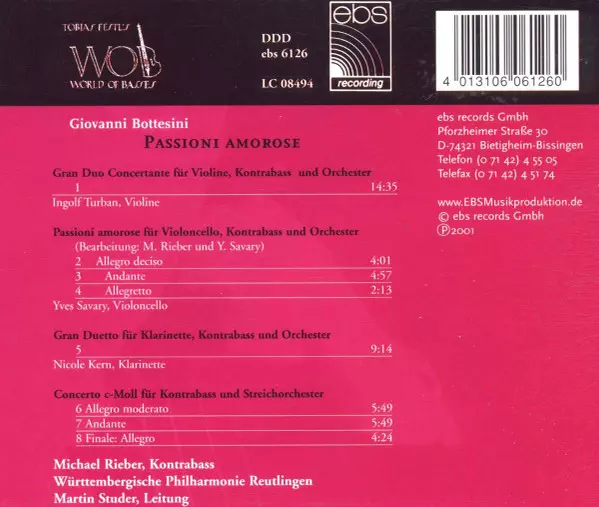 TOBIAS FESTL'S
WOB
WORLD OF BASSES
DDD
ebs 6126
LC 08494
ebs
recording
4 013106 061260
ebs records Gmbh
Pforzheimer Straße 30
D-74321 Bietigheim-Bissingen
Telefon (0 71 42) 4 55 05
Telefax (0 71 42) 4 51 74
www.EBSMusikproduktion.de
© ebs records Gmbh
Ⓟ2001
Giovanni Bottesini
PASSIONI AMOROSE
Gran Duo Concertante für Violine, Kontrabass und Orchester
1 14:35
Ingolf Turban, Violine
Passioni amorose für Violoncello, Kontrabass und Orchester
(Bearbeitung: M. Rieber und Y. Savary)
2 Allegro deciso 4:01
3 Andante 4:57
4 Allegretto 2:13
Yves Savary, Violoncello
Gran Duetto für Klarinette, Kontrabass und Orchester
5 9:14
Nicole Kern, Klarinette
Concerto c-Moll für Kontrabass und Streichorchester
6 Allegro moderato 5:49
7 Andante 5:49
8 Finale: Allegro 4:24
Michael Rieber, Kontrabass
Württembergische Philharmonie Reutlingen
Martin Studer, Leitung